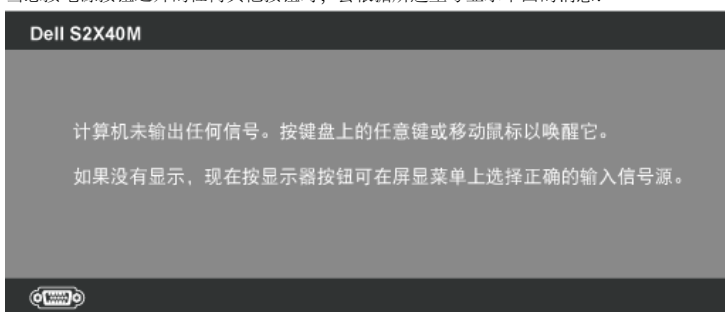 Dell S2X40M
计算机未输出任何信号。按键盘上的任意键或移动鼠标以唤醒它。
如果没有显示，现在按显示器按钮可在屏显菜单上选择正确的输入信号源。